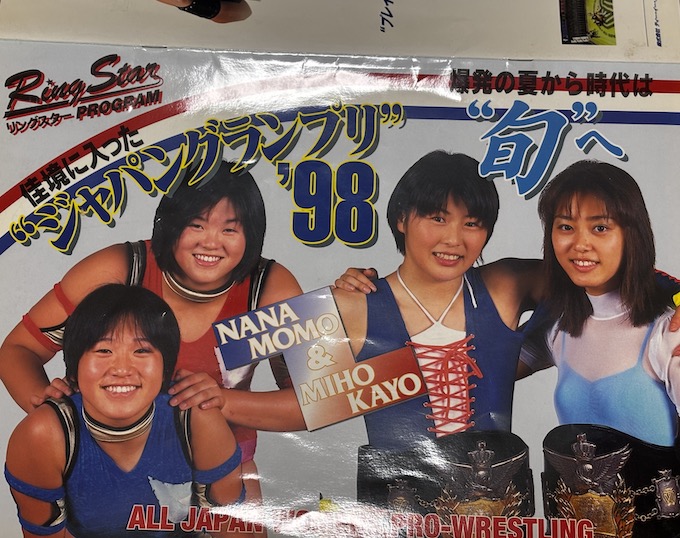 Ring Star
リングスター PROGRAM
佳境に入った
“ジャパングランプリ”
'98
爆発の夏から時代は
“旬”へ
NANA
MOMO
&
MIHO
KAYO
ALL JAPAN WOMEN'S PRO-WRESTLING